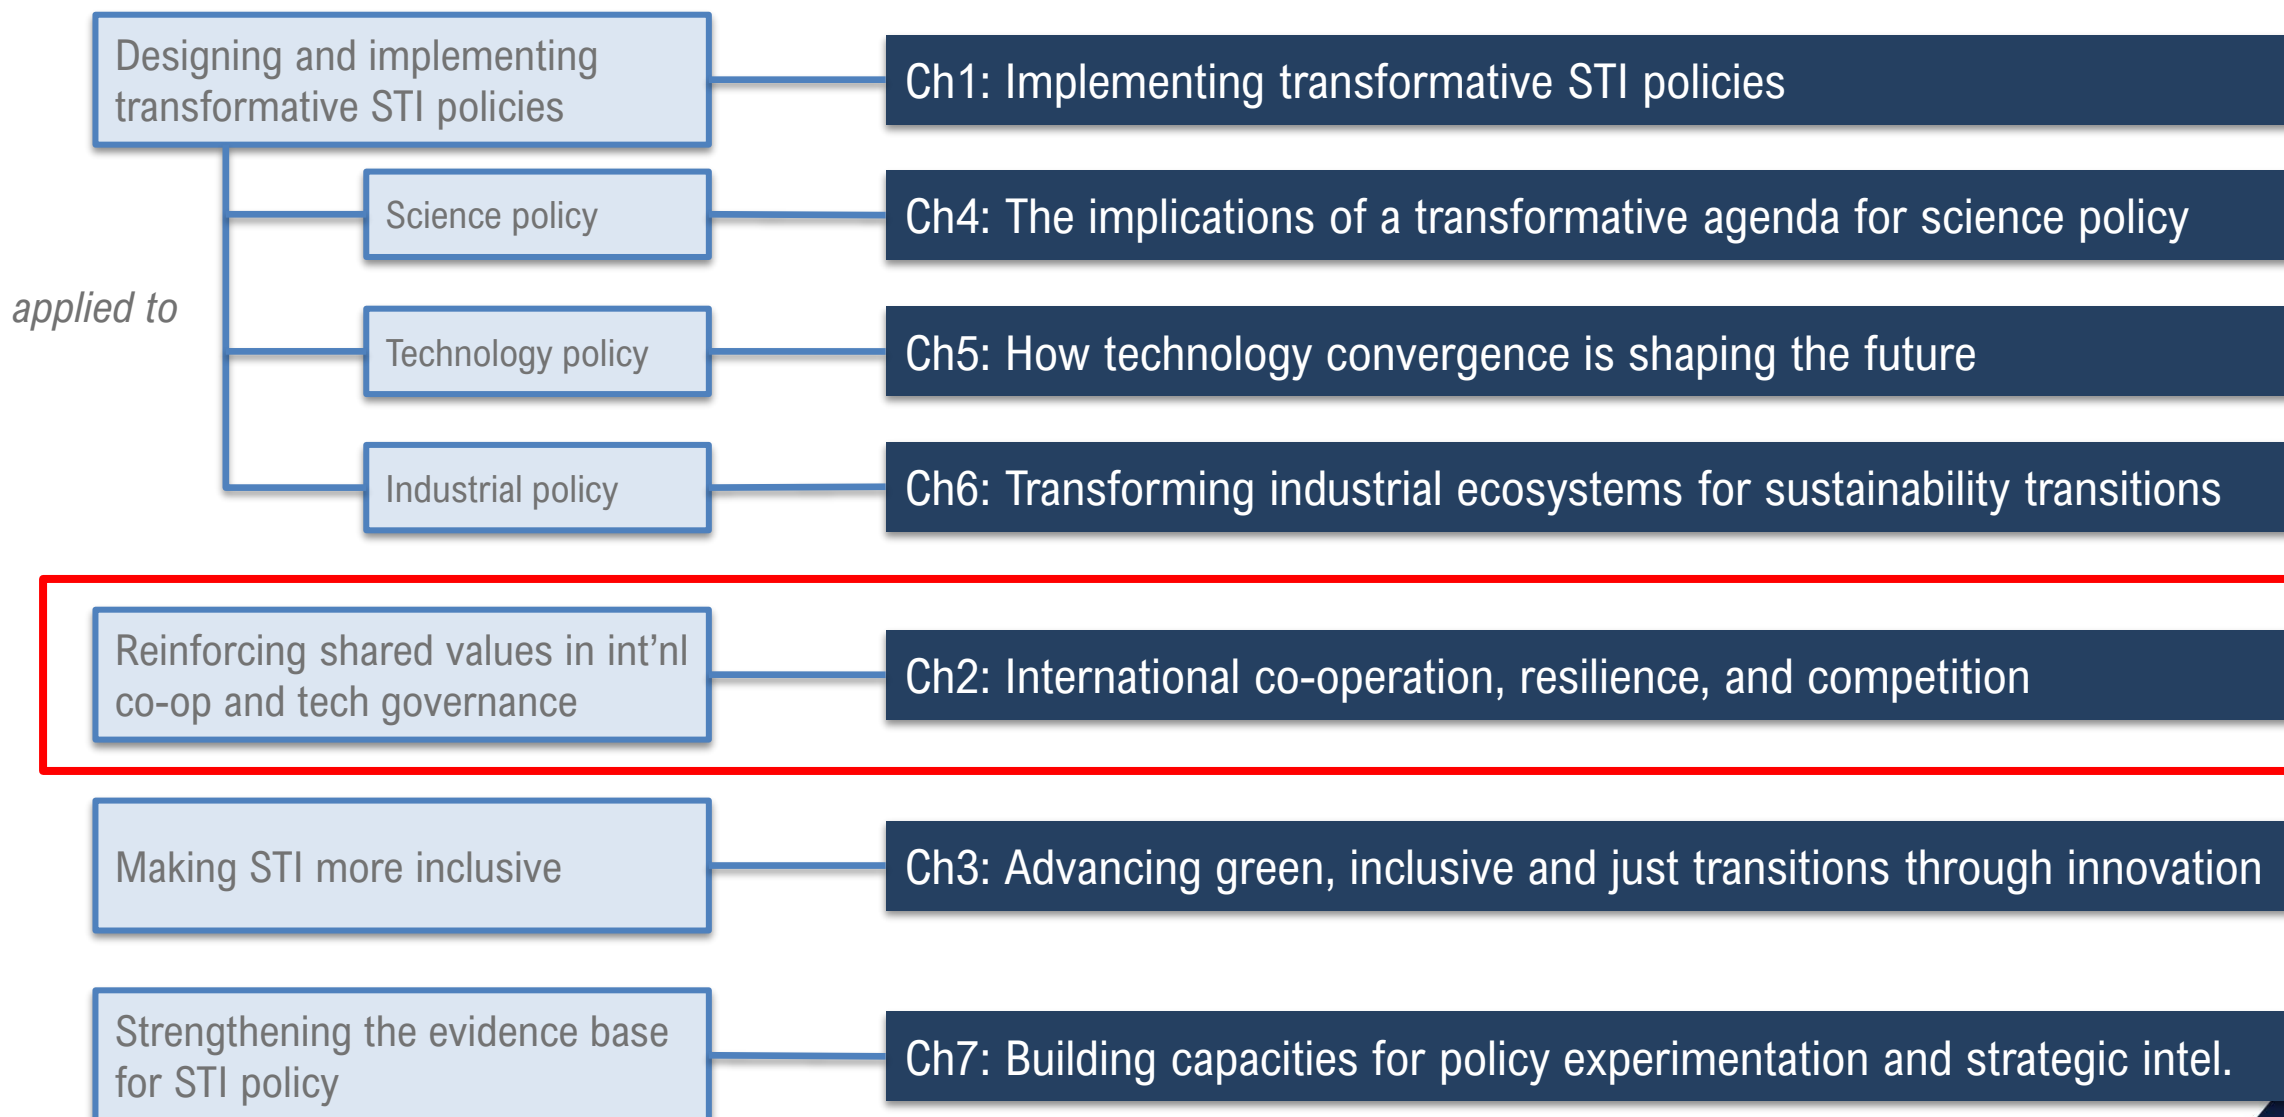 Designing and implementing
transformative STI policies
Ch1: Implementing transformative STI policies
Science policy
Ch4: The implications of a transformative agenda for science policy
applied to
Technology policy
Ch5: How technology convergence is shaping the future
Industrial policy
Ch6: Transforming industrial ecosystems for sustainability transitions
Reinforcing shared values in int’nl
co-op and tech governance
Ch2: International co-operation, resilience, and competition
Making STI more inclusive
Ch3: Advancing green, inclusive and just transitions through innovation
Strengthening the evidence base
for STI policy
Ch7: Building capacities for policy experimentation and strategic intel.